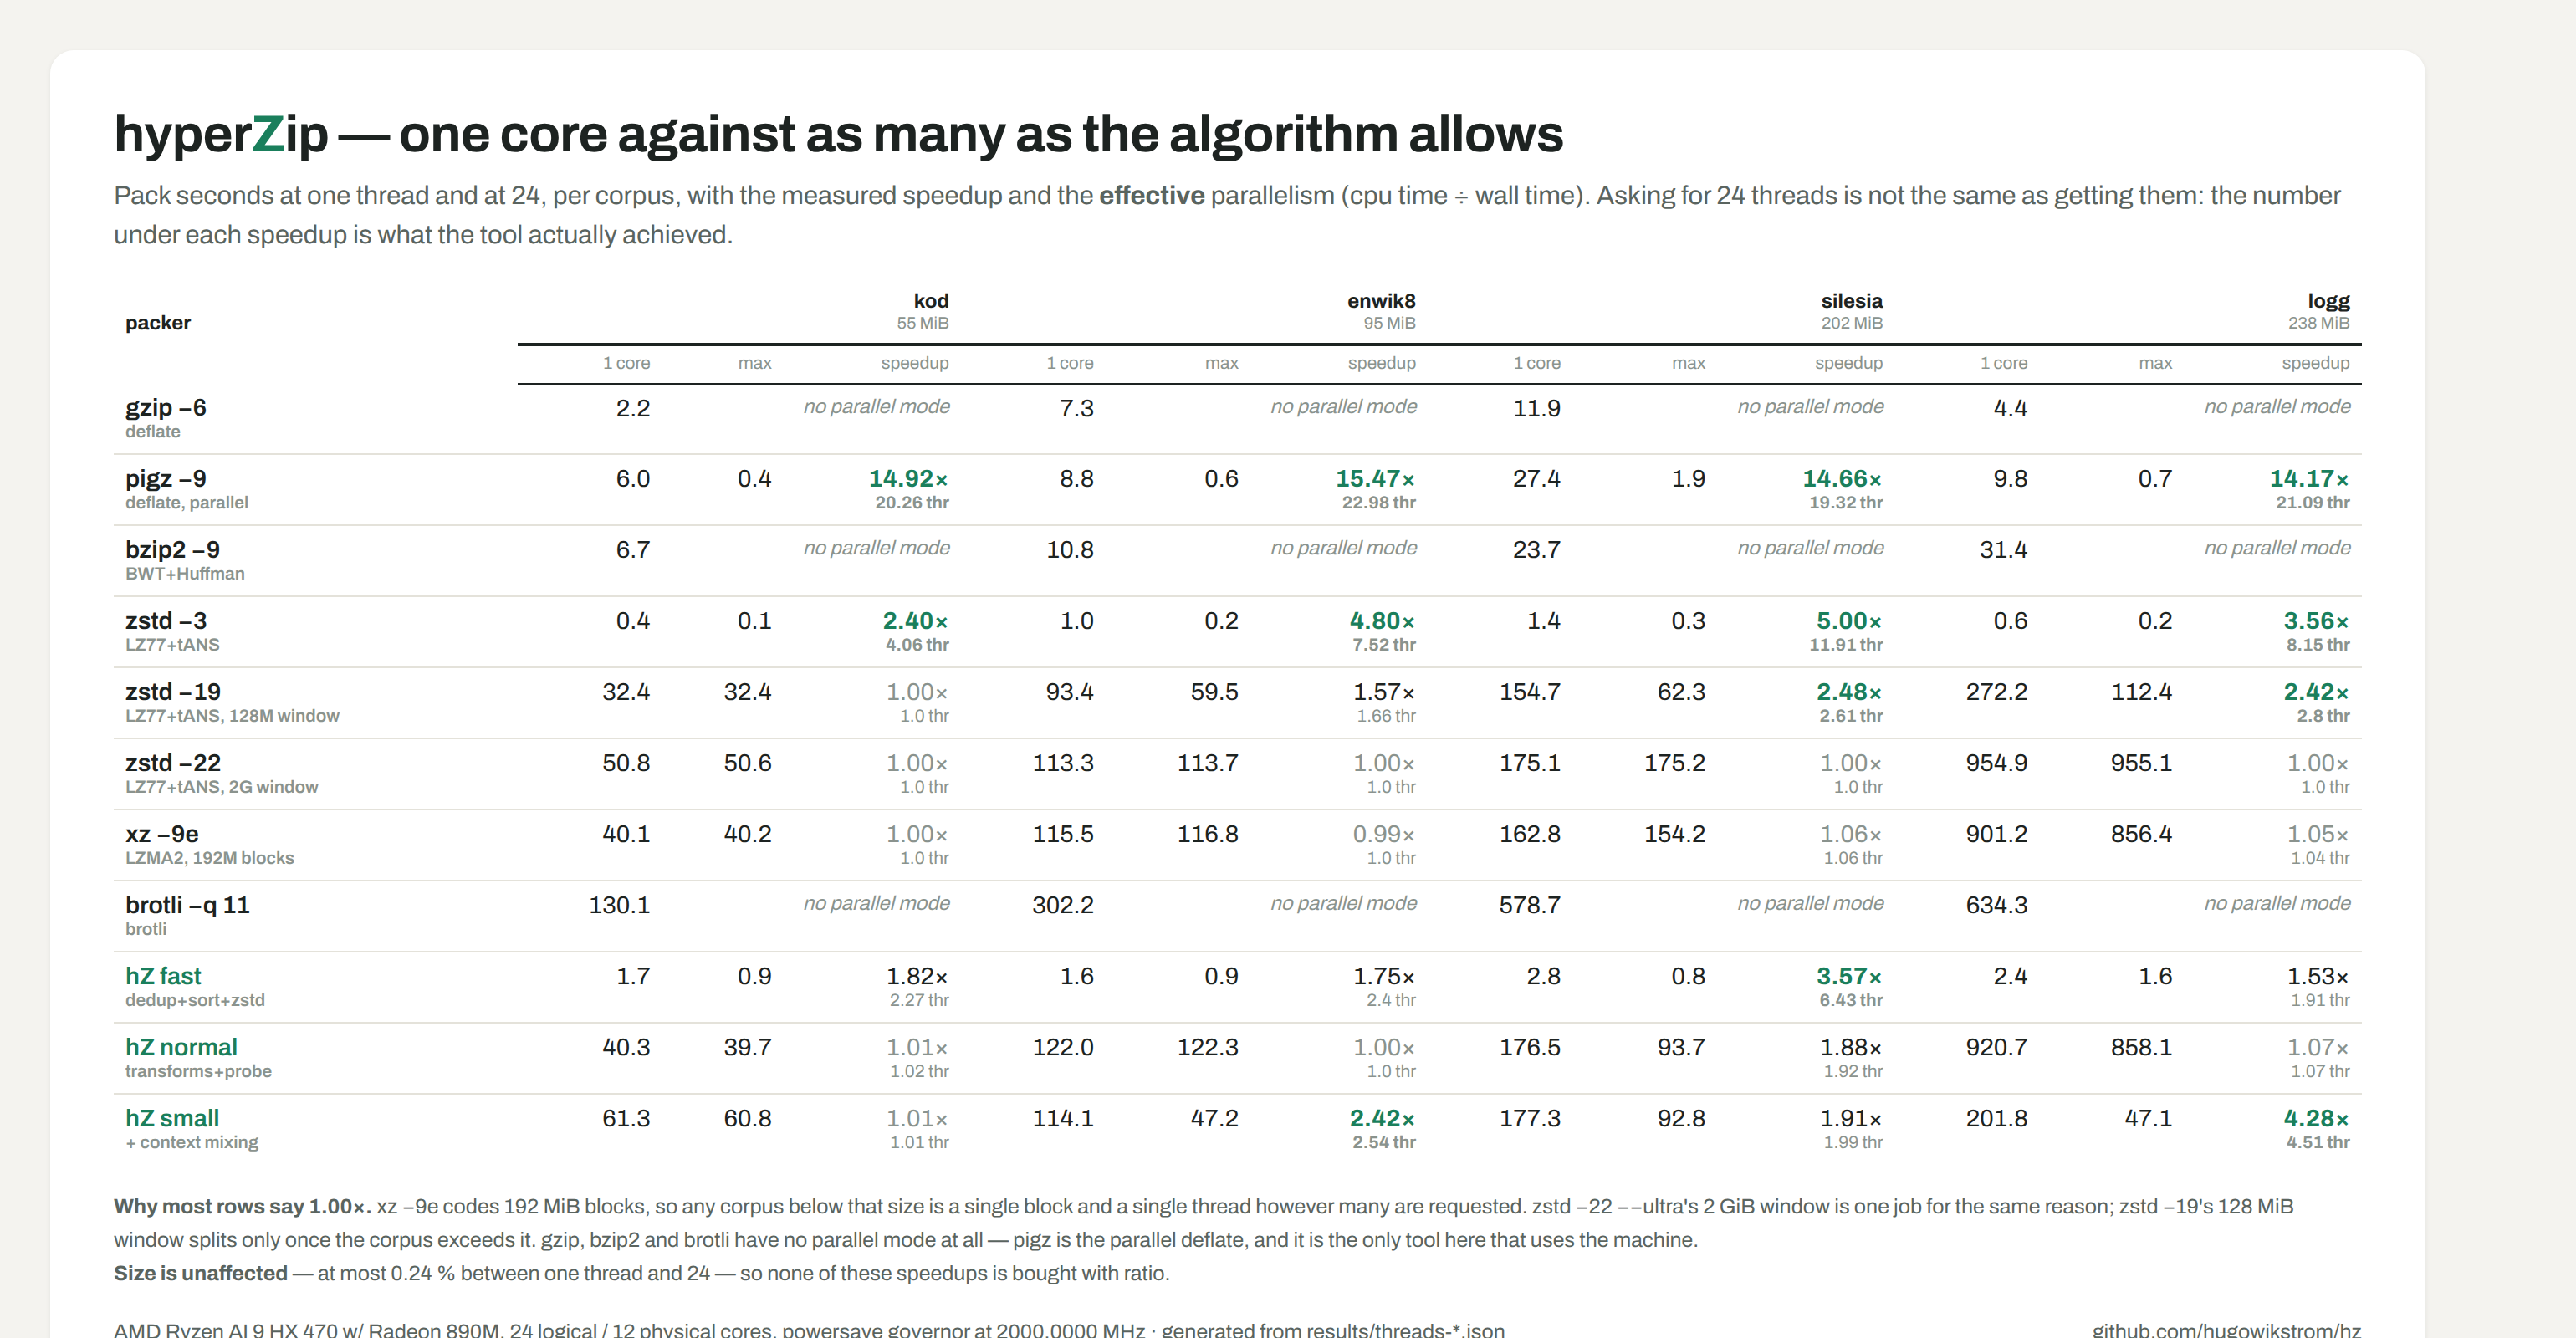 hyperZip — one core against as many as the algorithm allows
Pack seconds at one thread and at 24, per corpus, with the measured speedup and the effective parallelism (cpu time ÷ wall time). Asking for 24 threads is not the same as getting them: the number
under each speedup is what the tool actually achieved.
packer kod enwik8 silesia logg
55 MiB 95 MiB 202 MiB 238 MiB
1 core max speedup 1 core max speedup 1 core max speedup 1 core max speedup
gzip −6 2.2 no parallel mode 7.3 no parallel mode 11.9 no parallel mode 4.4 no parallel mode
deflate
pigz −9 6.0 0.4 14.92× 8.8 0.6 15.47× 27.4 1.9 14.66× 9.8 0.7 14.17×
deflate, parallel 20.26 thr 22.98 thr 19.32 thr 21.09 thr
bzip2 −9 6.7 no parallel mode 10.8 no parallel mode 23.7 no parallel mode 31.4 no parallel mode
BWT+Huffman
zstd −3 0.4 0.1 2.40× 1.0 0.2 4.80× 1.4 0.3 5.00× 0.6 0.2 3.56×
LZ77+tANS 4.06 thr 7.52 thr 11.91 thr 8.15 thr
zstd −19 32.4 32.4 1.00× 93.4 59.5 1.57× 154.7 62.3 2.48× 272.2 112.4 2.42×
LZ77+tANS, 128M window 1.0 thr 1.66 thr 2.61 thr 2.8 thr
zstd −22 50.8 50.6 1.00× 113.3 113.7 1.00× 175.1 175.2 1.00× 954.9 955.1 1.00×
LZ77+tANS, 2G window 1.0 thr 1.0 thr 1.0 thr 1.0 thr
xz −9e 40.1 40.2 1.00× 115.5 116.8 0.99× 162.8 154.2 1.06× 901.2 856.4 1.05×
LZMA2, 192M blocks 1.0 thr 1.0 thr 1.06 thr 1.04 thr
brotli −q 11 130.1 no parallel mode 302.2 no parallel mode 578.7 no parallel mode 634.3 no parallel mode
brotli
hZ fast 1.7 0.9 1.82× 1.6 0.9 1.75× 2.8 0.8 3.57× 2.4 1.6 1.53×
dedup+sort+zstd 2.27 thr 2.4 thr 6.43 thr 1.91 thr
hZ normal 40.3 39.7 1.01× 122.0 122.3 1.00× 176.5 93.7 1.88× 920.7 858.1 1.07×
transforms+probe 1.02 thr 1.0 thr 1.92 thr 1.07 thr
hZ small 61.3 60.8 1.01× 114.1 47.2 2.42× 177.3 92.8 1.91× 201.8 47.1 4.28×
+ context mixing 1.01 thr 2.54 thr 1.99 thr 4.51 thr
Why most rows say 1.00×. xz −9e codes 192 MiB blocks, so any corpus below that size is a single block and a single thread however many are requested. zstd −22 −−ultra's 2 GiB window is one job for the same reason; zstd −19's 128 MiB
window splits only once the corpus exceeds it. gzip, bzip2 and brotli have no parallel mode at all — pigz is the parallel deflate, and it is the only tool here that uses the machine.
Size is unaffected — at most 0.24 % between one thread and 24 — so none of these speedups is bought with ratio.
AMD Ryzen AI 9 HX 470 w/ Radeon 890M, 24 logical / 12 physical cores, powersave governor at 2000.0000 MHz · generated from results/threads-*.json github.com/hugowikstrom/hz